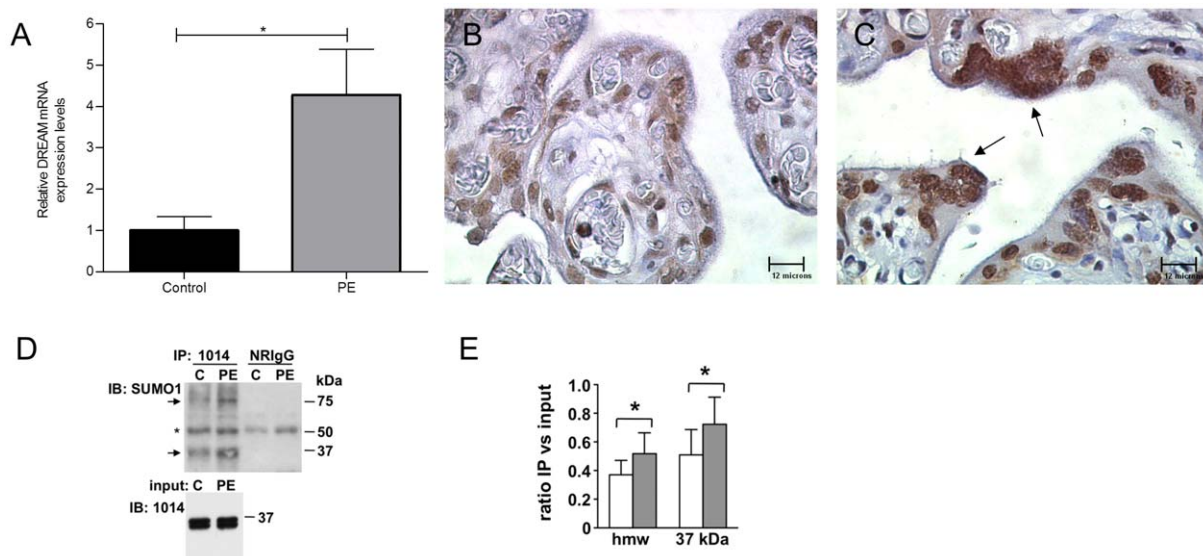 A
Relative DREAM mRNA
expression levels
6
5
4
3
2
1
0
*
Control
PE
B
12 microns
C
12 microns
D
IP: 1014 NRIgG
C PE C PE kDa
IB: SUMO1
75
* 50
37
input: C PE
IB: 1014
37
E
ratio IP vs input
1.0
0.8
0.6
0.4
0.2
0
* *
hmw 37 kDa